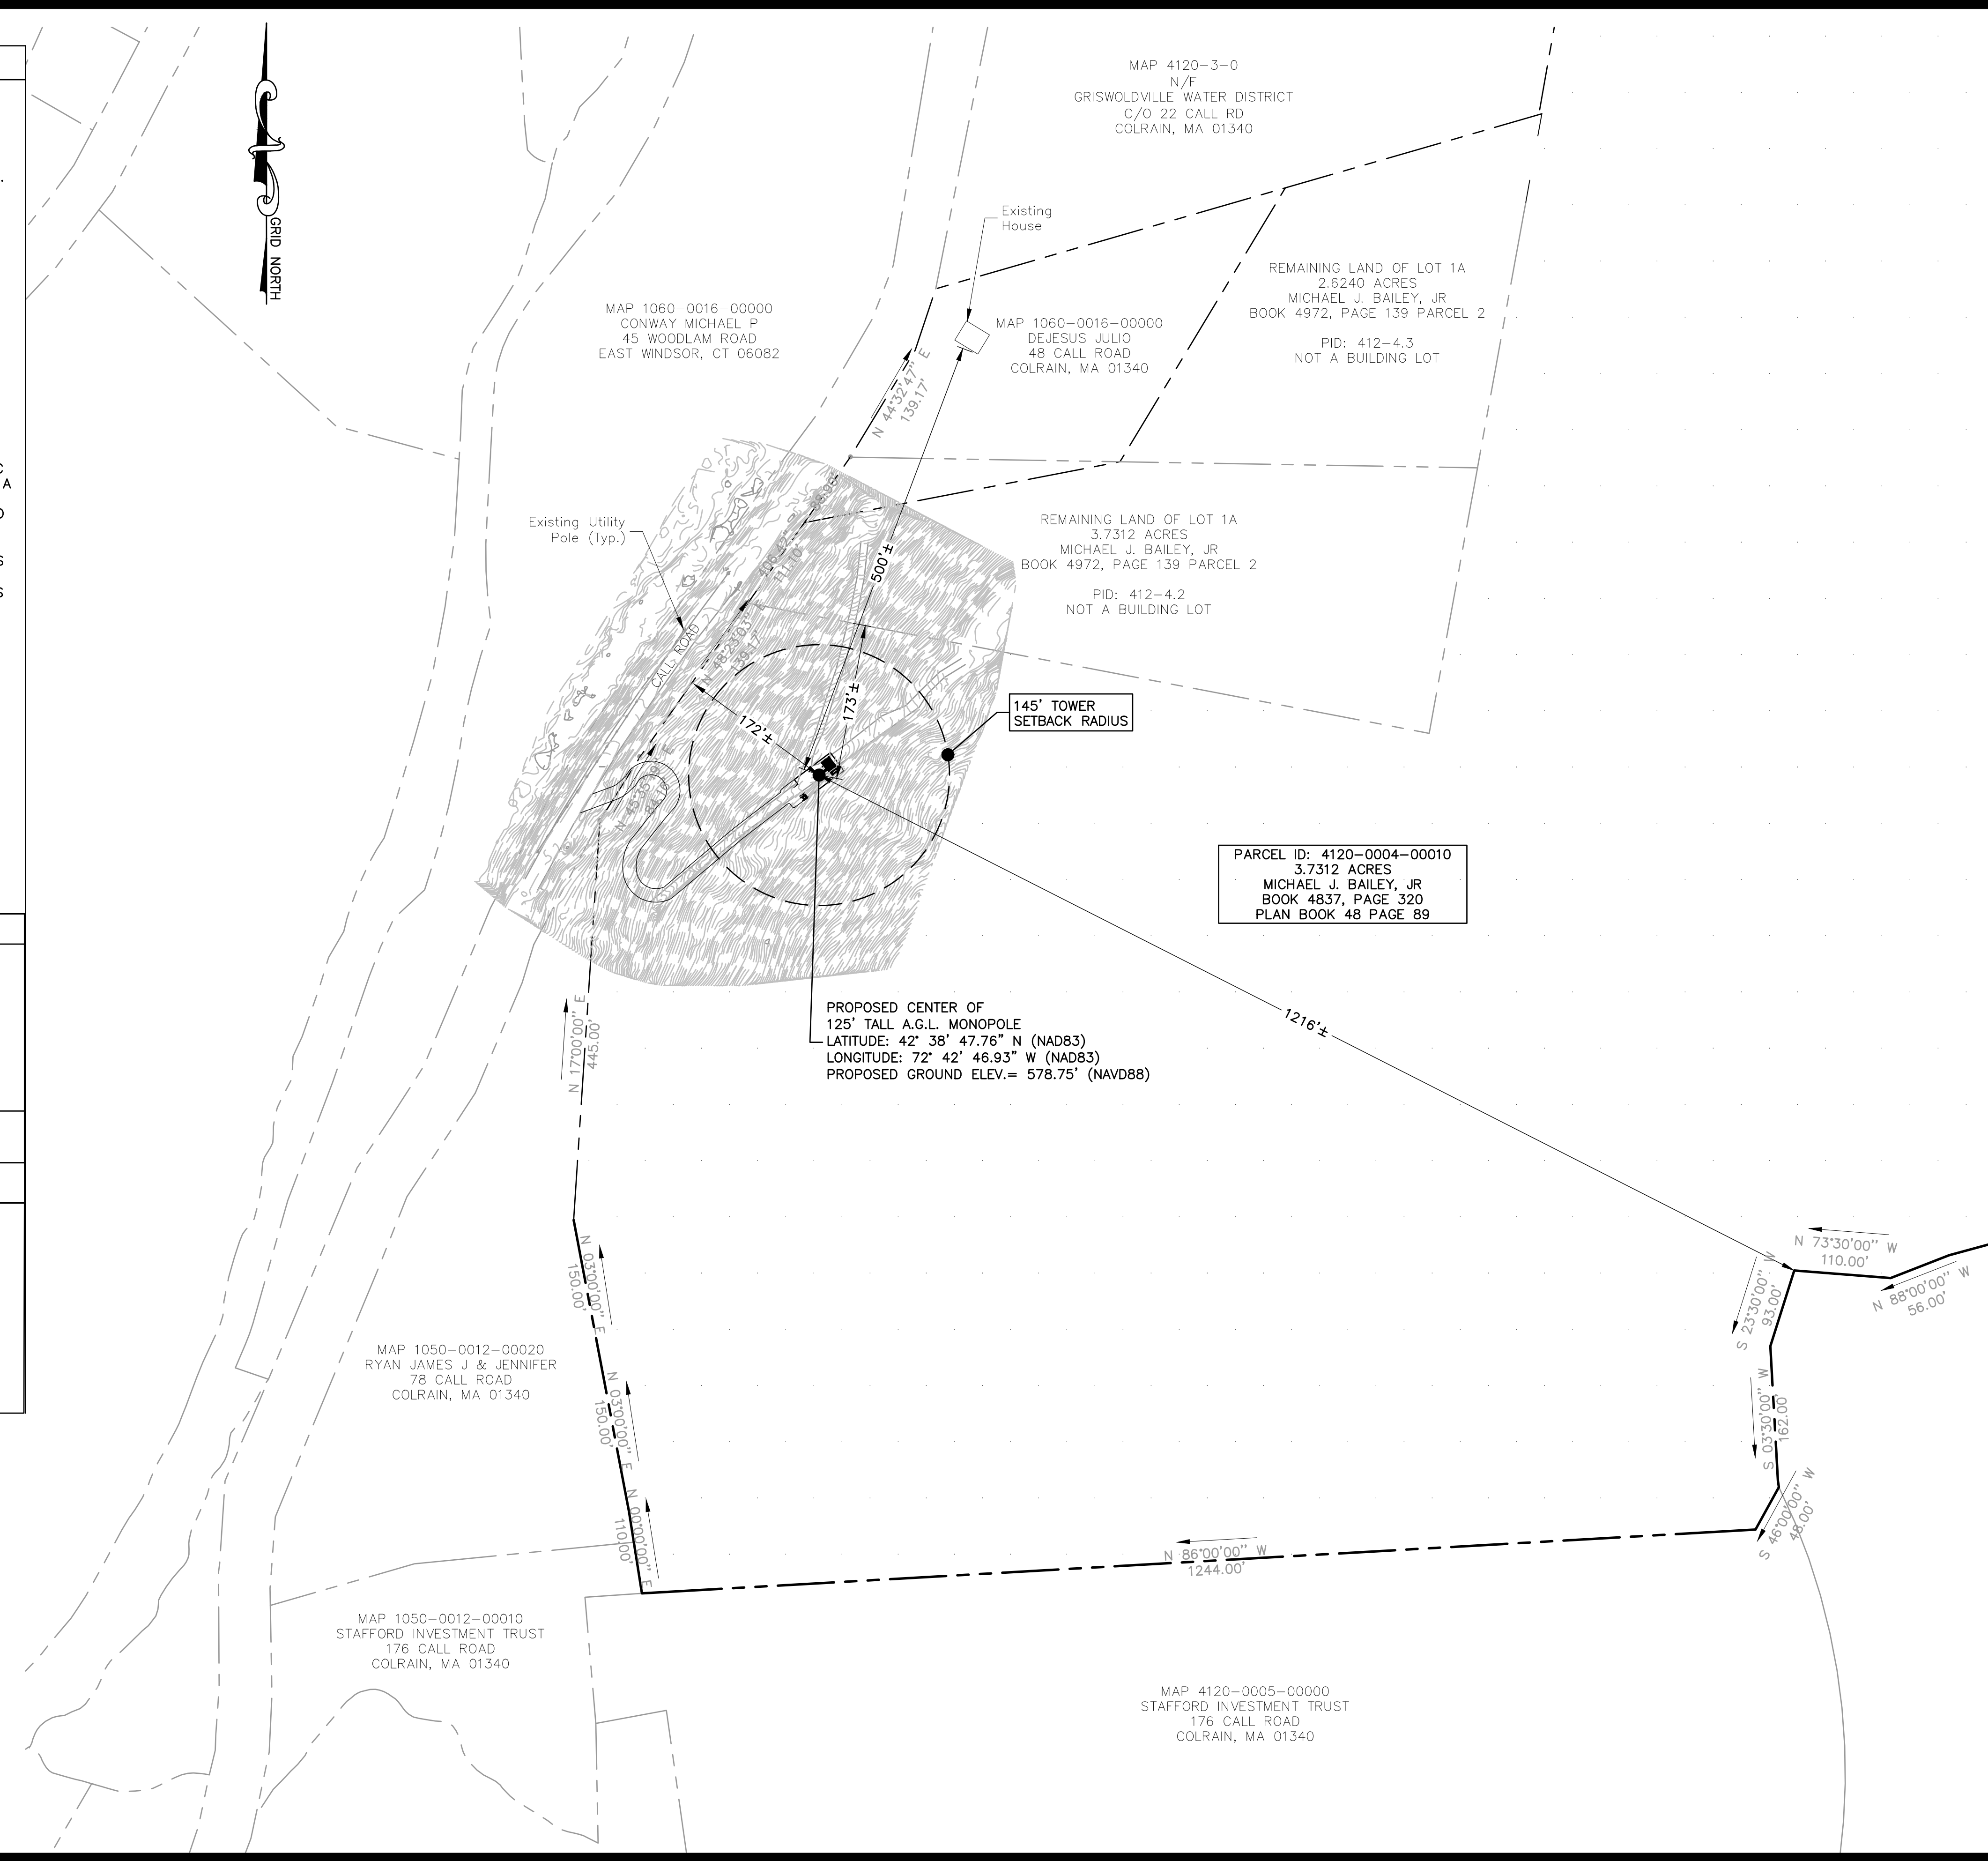 GRID NORTH
MAP 4120-3-0
N/F
GRISWOLDVILLE WATER DISTRICT
C/O 22 CALL RD
COLRAIN, MA 01340
Existing
House
REMAINING LAND OF LOT 1A
2.6240 ACRES
MICHAEL J. BAILEY, JR
BOOK 4972, PAGE 139 PARCEL 2
PID: 412-4.3
NOT A BUILDING LOT
MAP 1060-0016-00000
CONWAY MICHAEL P
45 WOODLAM ROAD
EAST WINDSOR, CT 06082
MAP 1060-0016-00000
DEJESUS JULIO
48 CALL ROAD
COLRAIN, MA 01340
N 44°32'47" E
139.17'
Existing Utility
Pole (Typ.)
REMAINING LAND OF LOT 1A
3.7312 ACRES
MICHAEL J. BAILEY, JR
BOOK 4972, PAGE 139 PARCEL 2
PID: 412-4.2
NOT A BUILDING LOT
111.10'
500'±
CALL ROAD
N 48°23'03" E
139.17'
173'±
172'±
145' TOWER
SETBACK RADIUS
PARCEL ID: 4120-0004-00010
3.7312 ACRES
MICHAEL J. BAILEY, JR
BOOK 4837, PAGE 320
PLAN BOOK 48 PAGE 89
PROPOSED CENTER OF
125' TALL A.G.L. MONOPOLE
LATITUDE: 42° 38' 47.76" N (NAD83)
LONGITUDE: 72° 42' 46.93" W (NAD83)
PROPOSED GROUND ELEV.= 578.75' (NAVD88)
1216'±
N 17°00'00" E
445.00'
N 03°00'00" E
150.00'
N 03°00'00" E
150.00'
N 00°00'00" E
110.00'
N 73°30'00" W
110.00'
N 88°00'00" W
56.00'
S 23°30'00" W
93.00'
S 03°30'00" W
162.00'
S 46°00'00" W
48.00'
N 86°00'00" W
1244.00'
MAP 1050-0012-00020
RYAN JAMES J & JENNIFER
78 CALL ROAD
COLRAIN, MA 01340
MAP 1050-0012-00010
STAFFORD INVESTMENT TRUST
176 CALL ROAD
COLRAIN, MA 01340
MAP 4120-0005-00000
STAFFORD INVESTMENT TRUST
176 CALL ROAD
COLRAIN, MA 01340